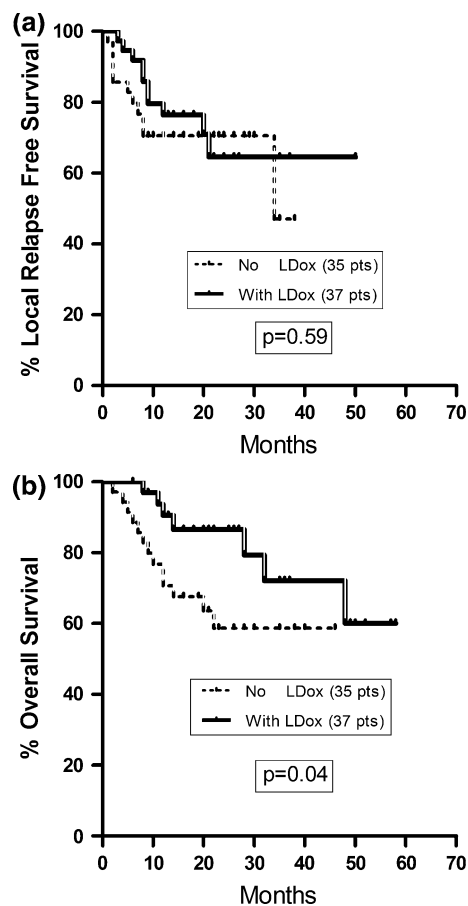 (a)
% Local Relapse Free Survival
100
80
60
40
20
0
No LDox (35 pts)
With LDox (37 pts)
p=0.59
0 10 20 30 40 50 60 70
Months
(b)
% Overall Survival
100
80
60
40
20
0
No LDox (35 pts)
With LDox (37 pts)
p=0.04
0 10 20 30 40 50 60 70
Months